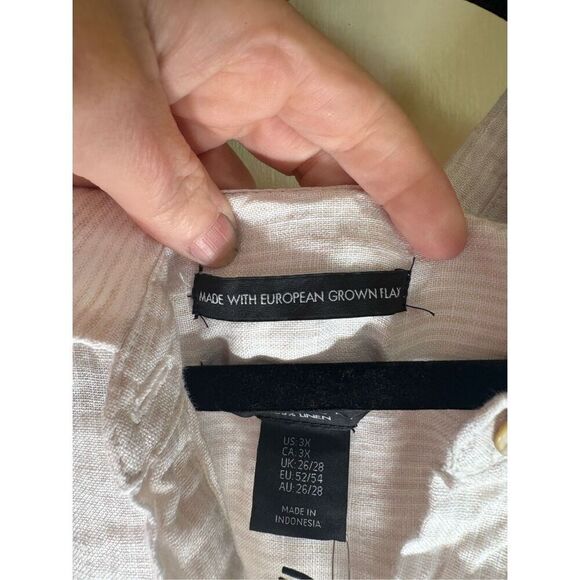 MADE WITH EUROPEAN GROWN FLAX
% LINEN
US: 3X
CA: 3X
UK: 26/28
EU: 52/54
AU: 26/28
MADE IN
INDONESIA